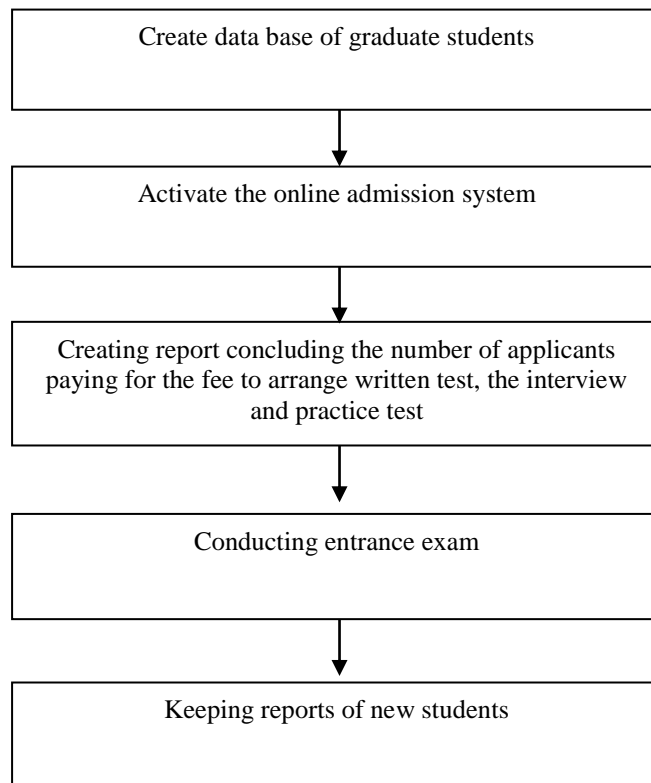 Create data base of graduate students
Activate the online admission system
Creating report concluding the number of applicants
paying for the fee to arrange written test, the interview
and practice test
Conducting entrance exam
Keeping reports of new students